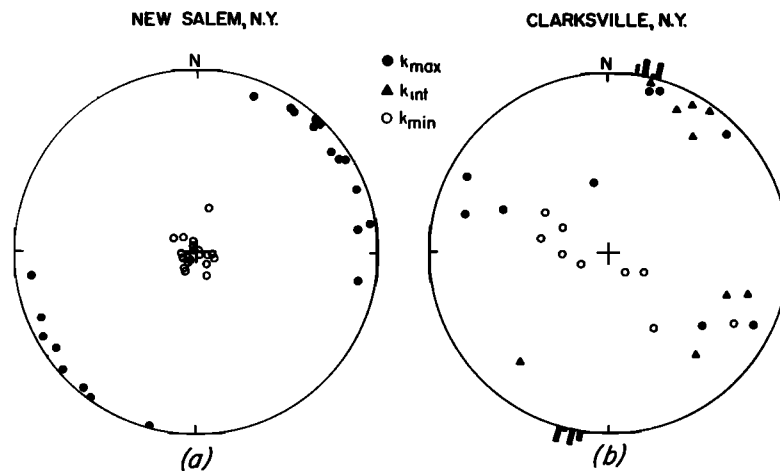 NEW SALEM, N.Y.
CLARKSVILLE, N.Y.
N
N
kmax
kint
kmin
(a)
(b)